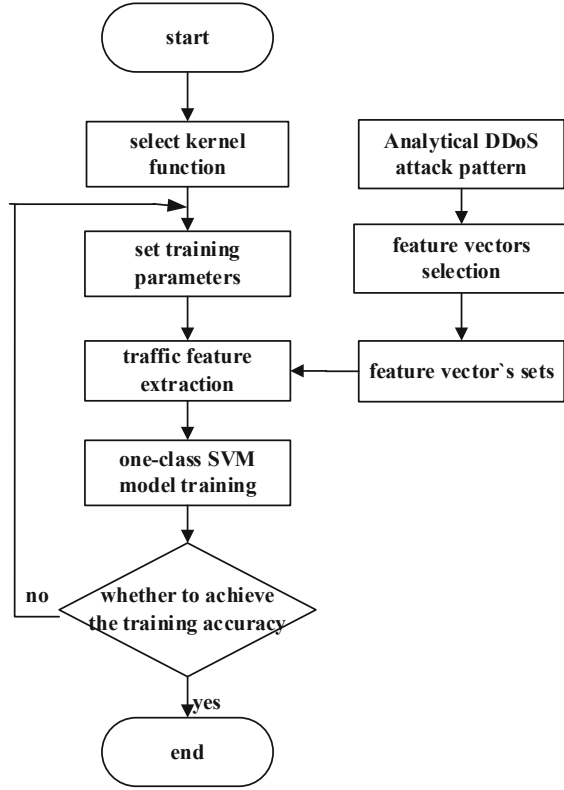 start
select kernel
function
Analytical DDoS
attack pattern
set training
parameters
feature vectors
selection
traffic feature
extraction
feature vector`s sets
one-class SVM
model training
no
whether to achieve
the training accuracy
yes
end